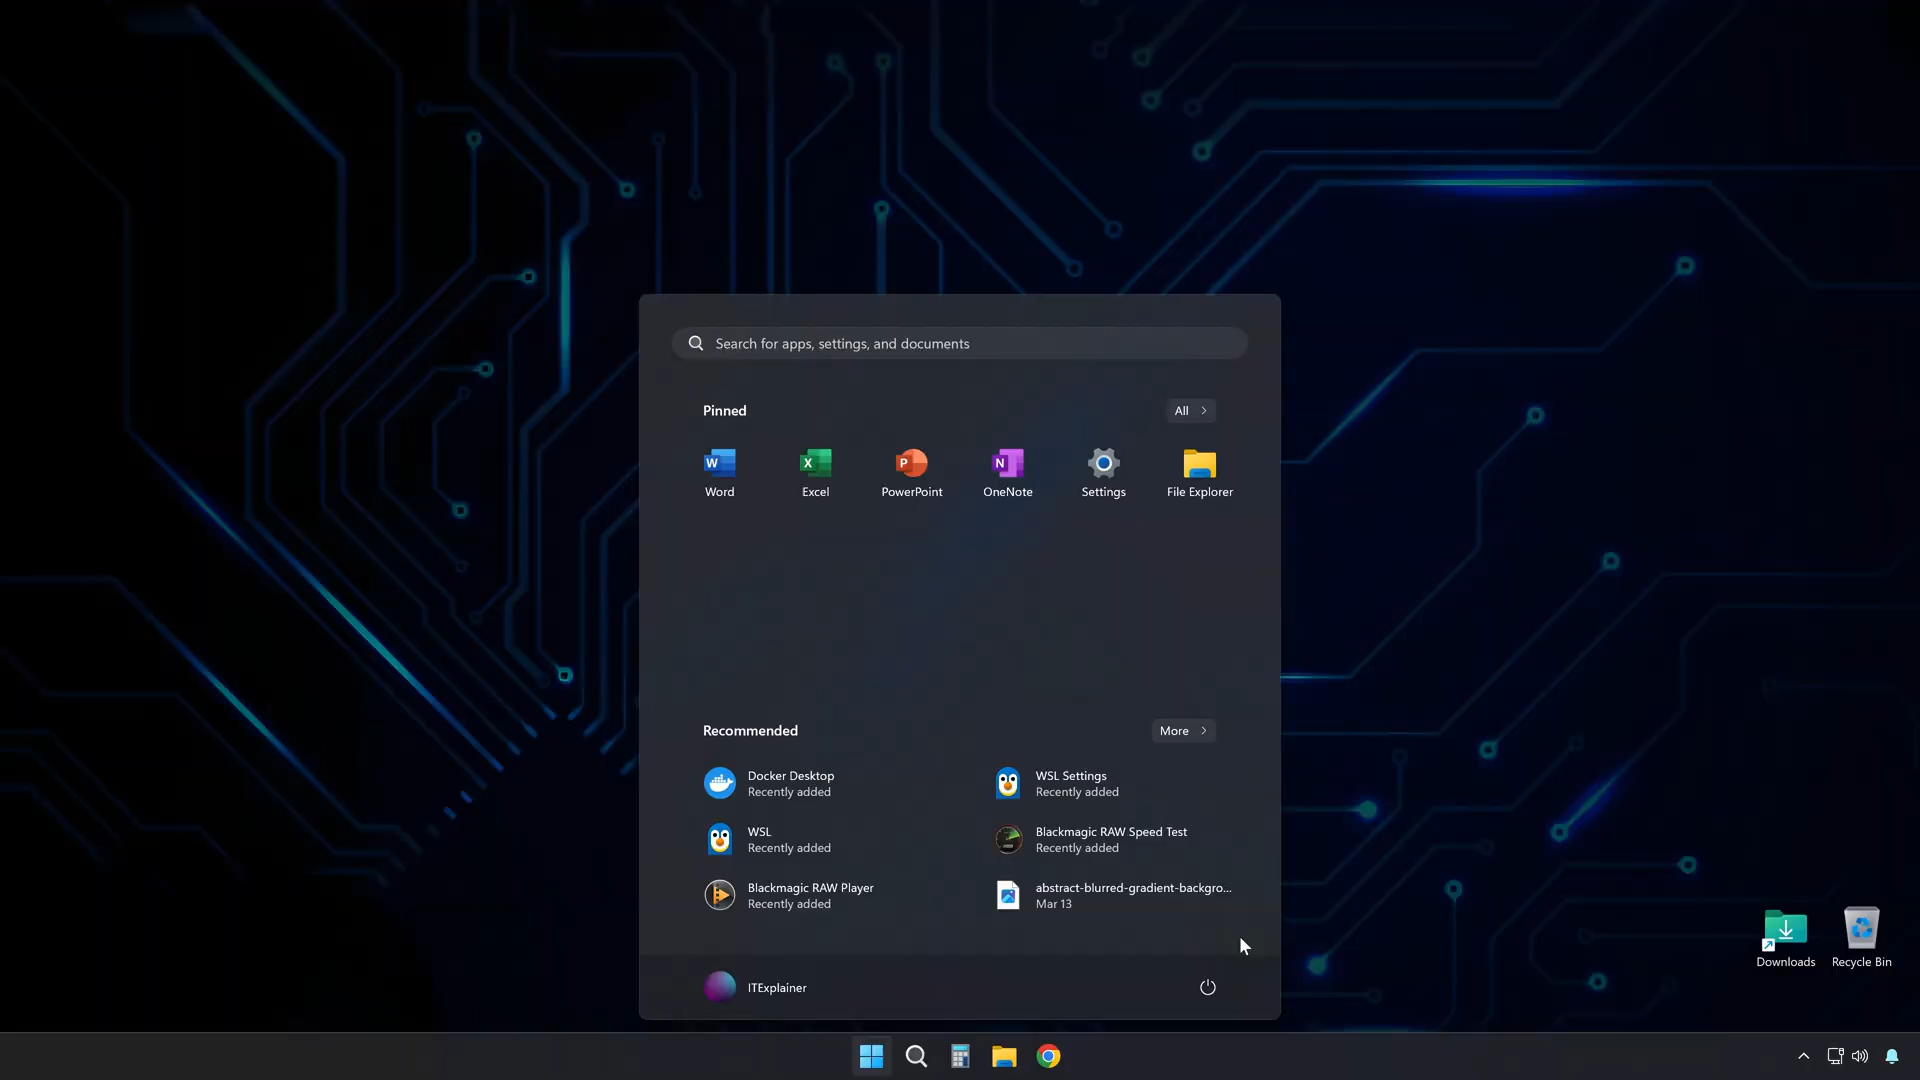 Search for apps, settings, and documents
Pinned
All
Word
Excel
PowerPoint
OneNote
Settings
File Explorer
Recommended
More
Docker Desktop
Recently added
WSL Settings
Recently added
WSL
Recently added
Blackmagic RAW Speed Test
Recently added
Blackmagic RAW Player
Recently added
abstract-blurred-gradient-backgro...
Mar 13
ITExplainer
Downloads
Recycle Bin